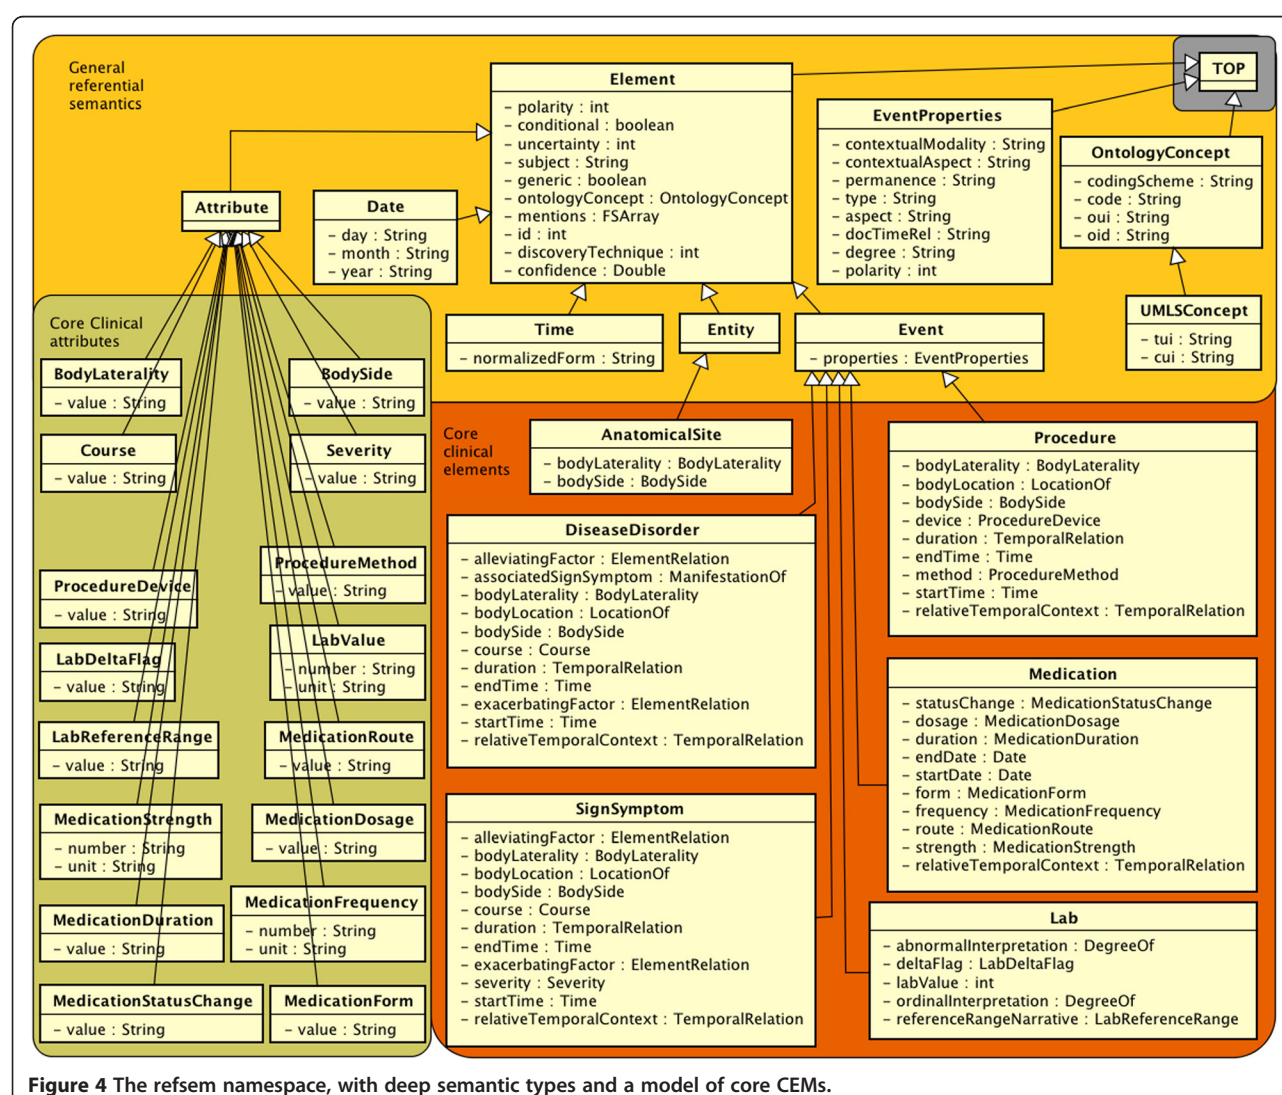 General
referential
semantics
TOP
Element
- polarity : int
- conditional : boolean
- uncertainty : int
- subject : String
- generic : boolean
- ontologyConcept : OntologyConcept
- mentions : FSArray
- id : int
- discoveryTechnique : int
- confidence : Double
EventProperties
- contextualModality : String
- contextualAspect : String
- permanence : String
- type : String
- aspect : String
- docTimeRel : String
- degree : String
- polarity : int
OntologyConcept
- codingScheme : String
- code : String
- oui : String
- oid : String
Attribute
Date
- day : String
- month : String
- year : String
UMLSConcept
- tui : String
- cui : String
Time
- normalizedForm : String
Entity
Event
- properties : EventProperties
Core Clinical
attributes
BodyLaterality
- value : String
BodySide
- value : String
Course
- value : String
Severity
- value : String
ProcedureDevice
- value : String
ProcedureMethod
- value : String
LabDeltaFlag
- value : String
LabValue
- number : String
- unit : String
LabReferenceRange
- value : String
MedicationRoute
- value : String
MedicationStrength
- number : String
- unit : String
MedicationDosage
- value : String
MedicationDuration
- value : String
MedicationFrequency
- number : String
- unit : String
MedicationStatusChange
- value : String
MedicationForm
- value : String
Core
clinical
elements
AnatomicalSite
- bodyLaterality : BodyLaterality
- bodySide : BodySide
DiseaseDisorder
- alleviatingFactor : ElementRelation
- associatedSignSymptom : ManifestationOf
- bodyLaterality : BodyLaterality
- bodyLocation : LocationOf
- bodySide : BodySide
- course : Course
- duration : TemporalRelation
- endTime : Time
- exacerbatingFactor : ElementRelation
- startTime : Time
- relativeTemporalContext : TemporalRelation
SignSymptom
- alleviatingFactor : ElementRelation
- bodyLaterality : BodyLaterality
- bodyLocation : LocationOf
- bodySide : BodySide
- course : Course
- duration : TemporalRelation
- endTime : Time
- exacerbatingFactor : ElementRelation
- severity : Severity
- startTime : Time
- relativeTemporalContext : TemporalRelation
Procedure
- bodyLaterality : BodyLaterality
- bodyLocation : LocationOf
- bodySide : BodySide
- device : ProcedureDevice
- duration : TemporalRelation
- endTime : Time
- method : ProcedureMethod
- startTime : Time
- relativeTemporalContext : TemporalRelation
Medication
- statusChange : MedicationStatusChange
- dosage : MedicationDosage
- duration : MedicationDuration
- endDate : Date
- startDate : Date
- form : MedicationForm
- frequency : MedicationFrequency
- route : MedicationRoute
- strength : MedicationStrength
- relativeTemporalContext : TemporalRelation
Lab
- abnormalInterpretation : DegreeOf
- deltaFlag : LabDeltaFlag
- labValue : int
- ordinalInterpretation : DegreeOf
- referenceRangeNarrative : LabReferenceRange
Figure 4 The refsem namespace, with deep semantic types and a model of core CEMs.